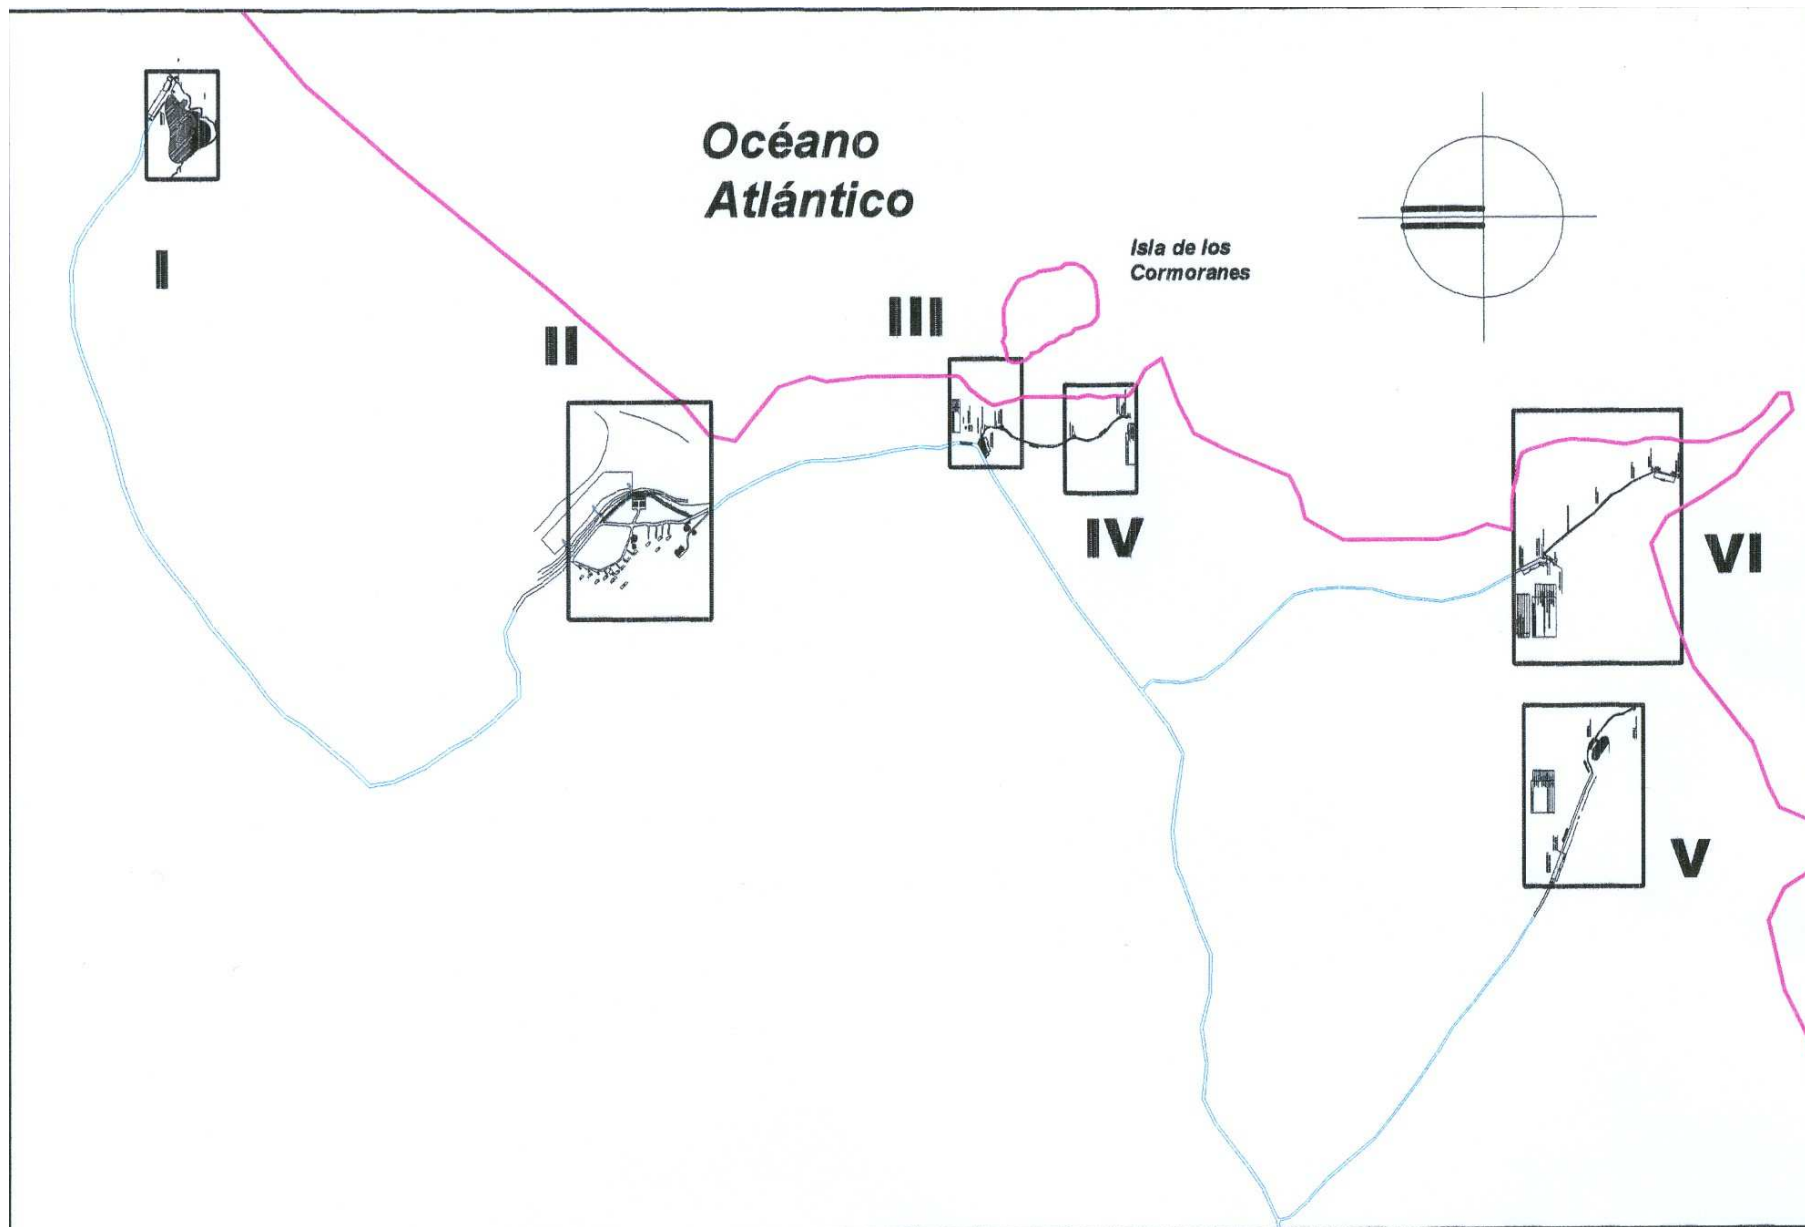 Océano
Atlántico
Isla de los
Cormoranes
I
II
III
IV
VI
V